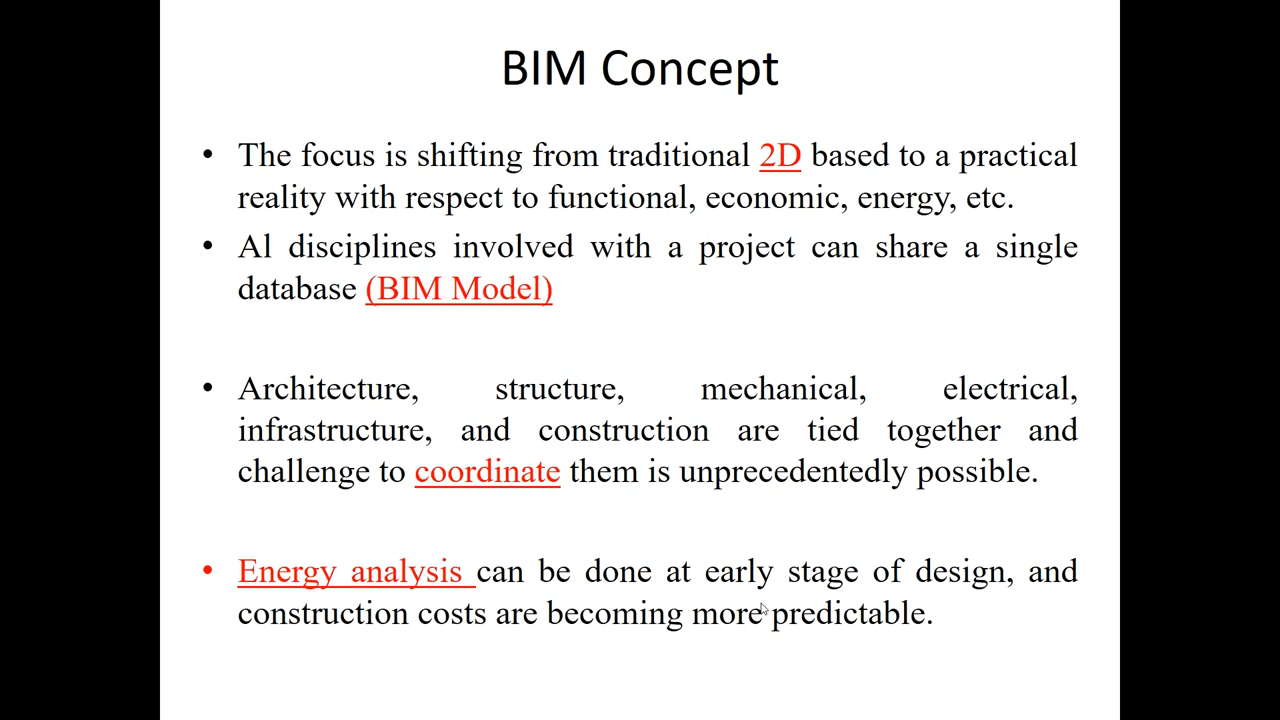 BIM Concept
• The focus is shifting from traditional 2D based to a practical
reality with respect to functional, economic, energy, etc.
• Al disciplines involved with a project can share a single
database (BIM Model)
• Architecture, structure, mechanical, electrical,
infrastructure, and construction are tied together and
challenge to coordinate them is unprecedentedly possible.
• Energy analysis can be done at early stage of design, and
construction costs are becoming more predictable.